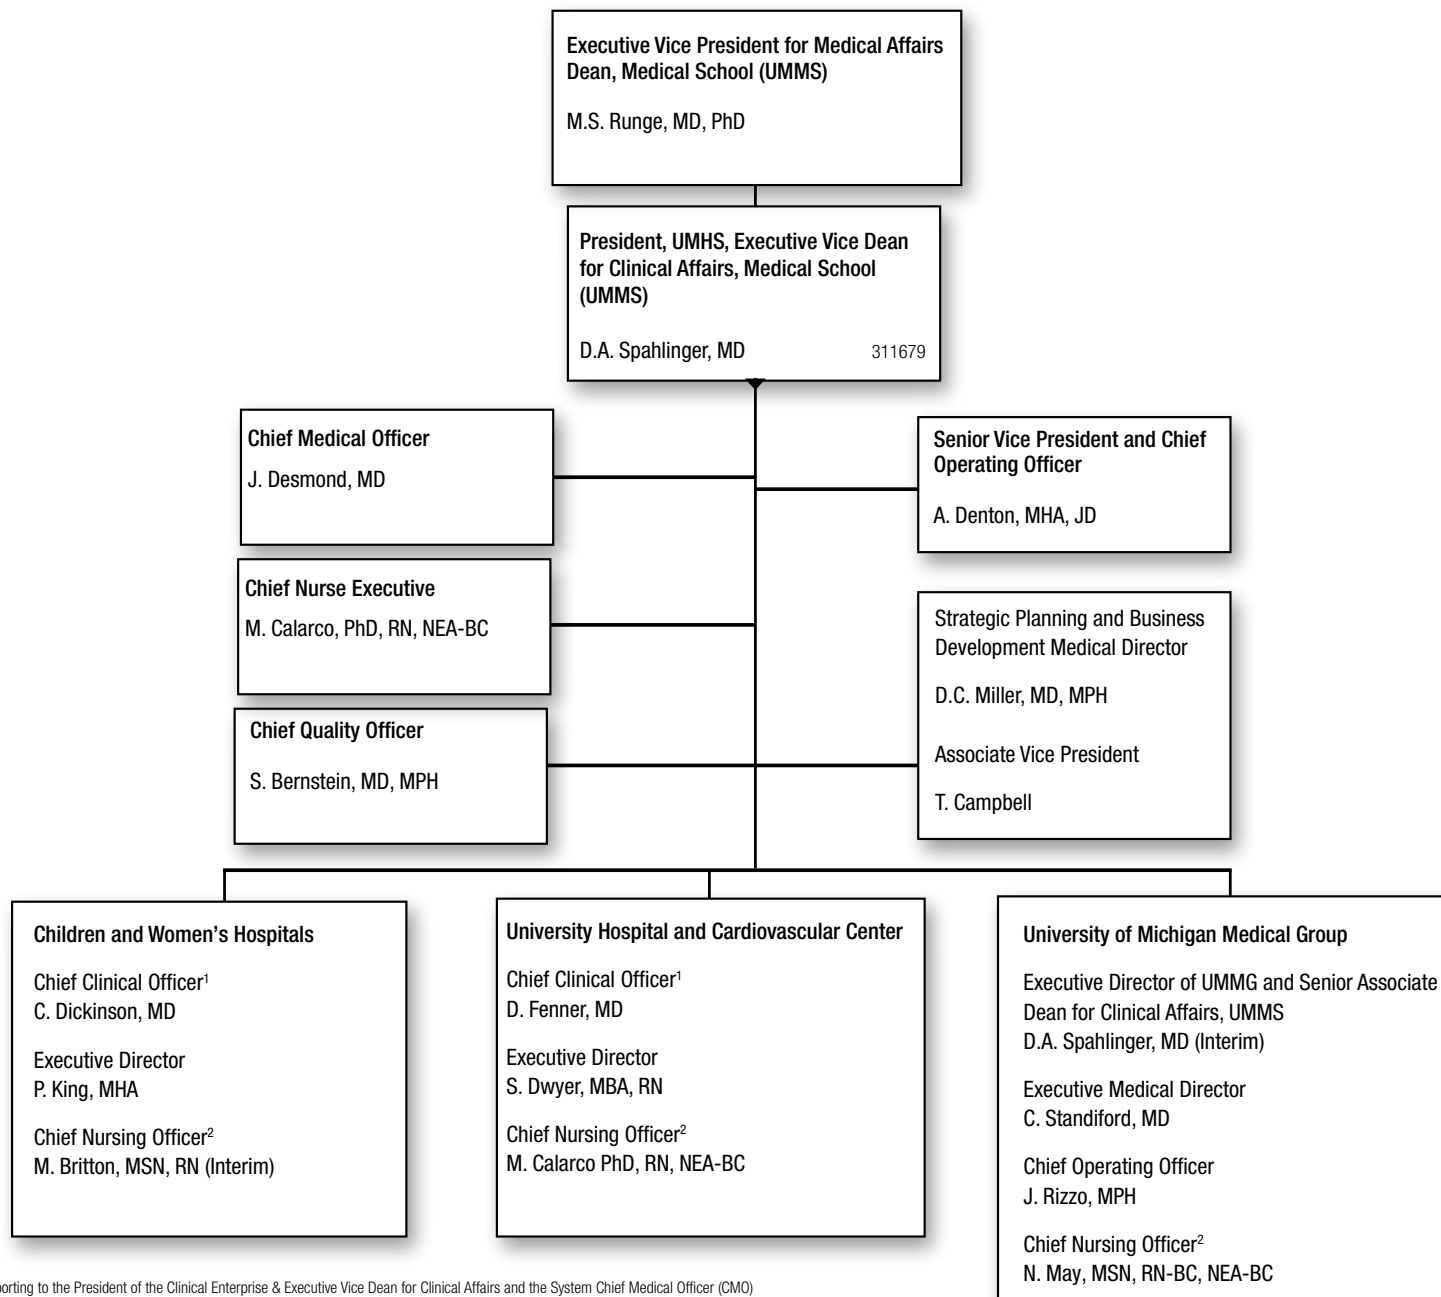 Executive Vice President for Medical Affairs
Dean, Medical School (UMMS)
M.S. Runge, MD, PhD
President, UMHS, Executive Vice Dean
for Clinical Affairs, Medical School
(UMMS)
D.A. Spahlinger, MD 311679
Chief Medical Officer
J. Desmond, MD
Senior Vice President and Chief
Operating Officer
A. Denton, MHA, JD
Chief Nurse Executive
M. Calarco, PhD, RN, NEA-BC
Strategic Planning and Business
Development Medical Director
D.C. Miller, MD, MPH
Associate Vice President
T. Campbell
Chief Quality Officer
S. Bernstein, MD, MPH
Children and Women's Hospitals
Chief Clinical Officer¹
C. Dickinson, MD
Executive Director
P. King, MHA
Chief Nursing Officer²
M. Britton, MSN, RN (Interim)
University Hospital and Cardiovascular Center
Chief Clinical Officer¹
D. Fenner, MD
Executive Director
S. Dwyer, MBA, RN
Chief Nursing Officer²
M. Calarco PhD, RN, NEA-BC
University of Michigan Medical Group
Executive Director of UMMG and Senior Associate
Dean for Clinical Affairs, UMMS
D.A. Spahlinger, MD (Interim)
Executive Medical Director
C. Standiford, MD
Chief Operating Officer
J. Rizzo, MPH
Chief Nursing Officer²
N. May, MSN, RN-BC, NEA-BC
to the President of the Clinical Enterprise & Executive Vice Dean for Clinical Affairs and the System Chief Medical Officer (CMO)